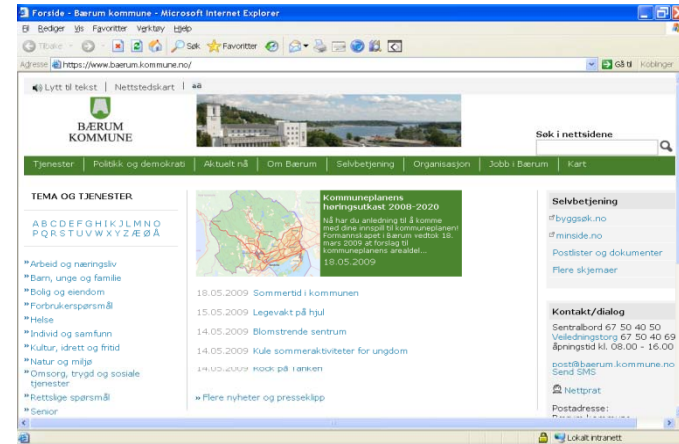 Forside - Bærum kommune - Microsoft Internet Explorer
Rediger Vis Favoritter Verktøy Hjelp
Tilbake Søk Favoritter
Adresse https://www.baerum.kommune.no/ Gå til Koblinger
Lytt til tekst | Nettstedskart | aa
BÆRUM
KOMMUNE
Søk i nettsidene
Tjenester | Politikk og demokrati | Aktuelt nå | Om Bærum | Selvbetjening | Organisasjon | Jobb i Bærum | Kart
TEMA OG TJENESTER
A B C D E F G H I K J L M N O
P Q R S T U V W X Y Z Æ Ø Å
»Arbeid og næringsliv
»Barn, unge og familie
»Bolig og eiendom
»Forbrukerspørsmål
»Helse
»Individ og samfunn
»Kultur, idrett og fritid
»Natur og miljø
»Omsorg, trygd og sosiale
tjenester
»Rettslige spørsmål
»Senior
Kommuneplanens
høringsutkast 2008-2020
Nå har du anledning til å komme
med dine innspill til kommuneplanen!
Formannskapet i Bærum vedtok 18.
mars 2009 at forslag til
kommuneplanens arealdel...
18.05.2009
18.05.2009 Sommertid i kommunen
15.05.2009 Legevakt på hjul
14.05.2009 Blomstrende sentrum
14.05.2009 Kule sommeraktiviteter for ungdom
14.05.2009 Rock på Tanken
» Flere nyheter og presseklipp
Selvbetjening
byggsøk.no
minside.no
Postlister og dokumenter
Flere skjemaer
Kontakt/dialog
Sentralbord 67 50 40 50
Veiledningstorg 67 50 40 69
åpningstid kl. 08.00 - 16.00
post@baerum.kommune.no
Send SMS
Nettprat
Postadresse:
Bærum kommune
Lokalt intranett